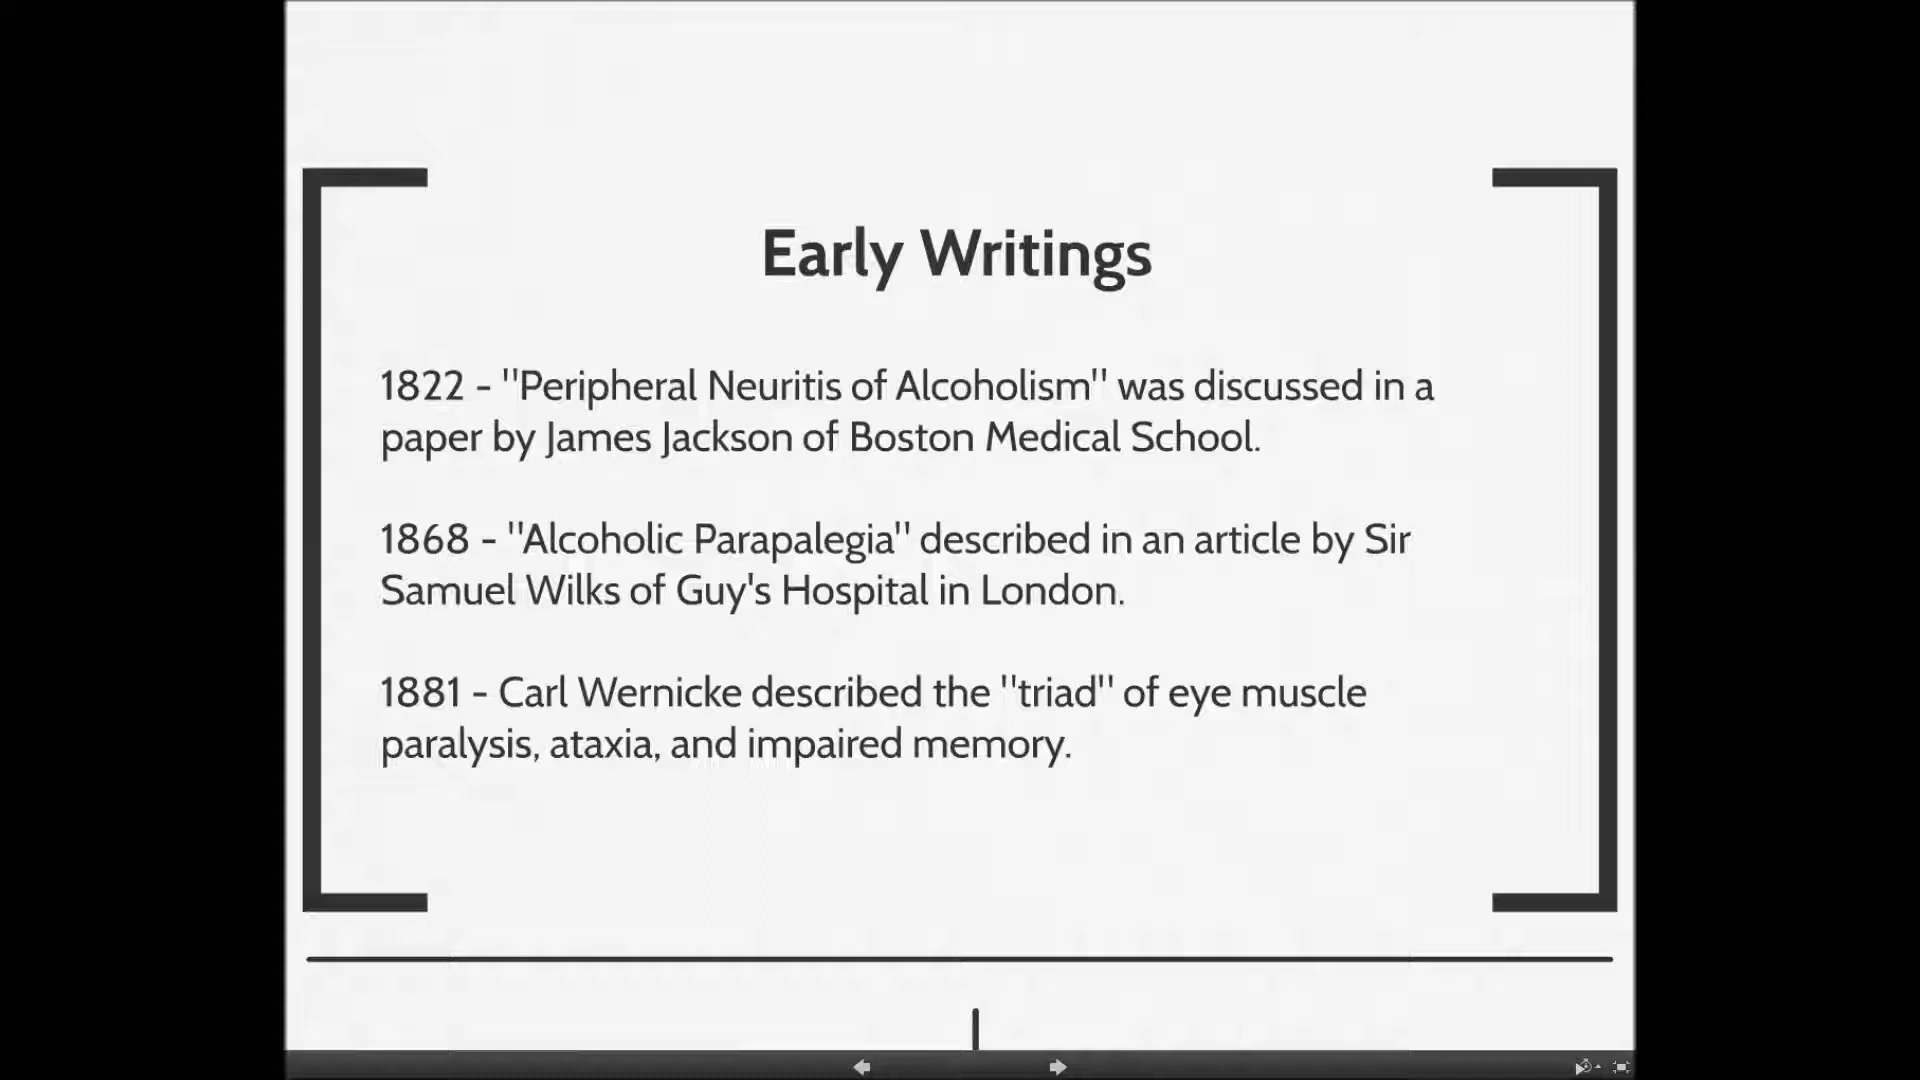 Early Writings
1822 - "Peripheral Neuritis of Alcoholism" was discussed in a
paper by James Jackson of Boston Medical School.
1868 - "Alcoholic Parapalegia" described in an article by Sir
Samuel Wilks of Guy's Hospital in London.
1881 - Carl Wernicke described the "triad" of eye muscle
paralysis, ataxia, and impaired memory.